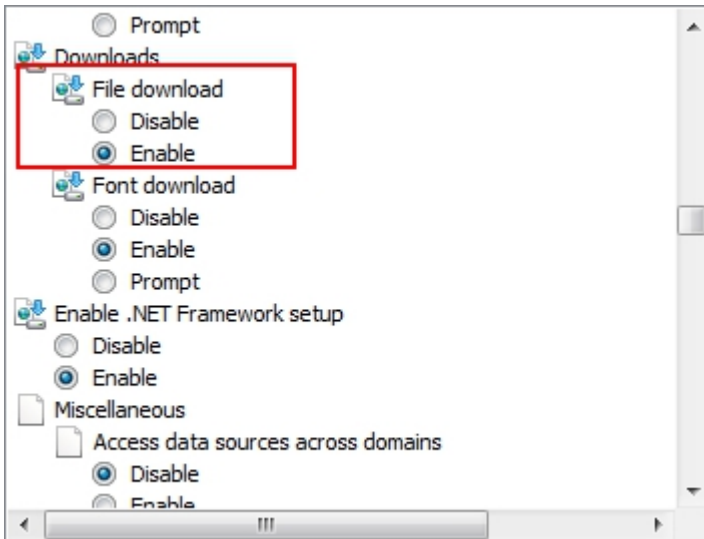 Prompt
Downloads
File download
Disable
Enable
Font download
Disable
Enable
Prompt
Enable .NET Framework setup
Disable
Enable
Miscellaneous
Access data sources across domains
Disable
Enable